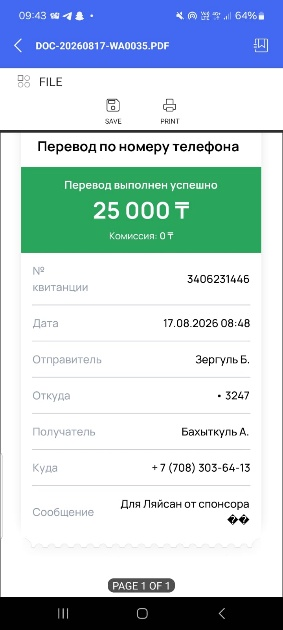 09:43
64%
DOC-20260817-WA0035.PDF
FILE
SAVE
PRINT
Перевод по номеру телефона
Перевод выполнен успешно
25 000 ₸
Комиссия: 0 ₸
№
квитанции
3406231446
Дата
17.08.2026 08:48
Отправитель
Зергуль Б.
Откуда
• 3247
Получатель
Бахыткуль А.
Куда
+ 7 (708) 303-64-13
Сообщение
Для Ляйсан от спонсора
��
PAGE 1 OF 1